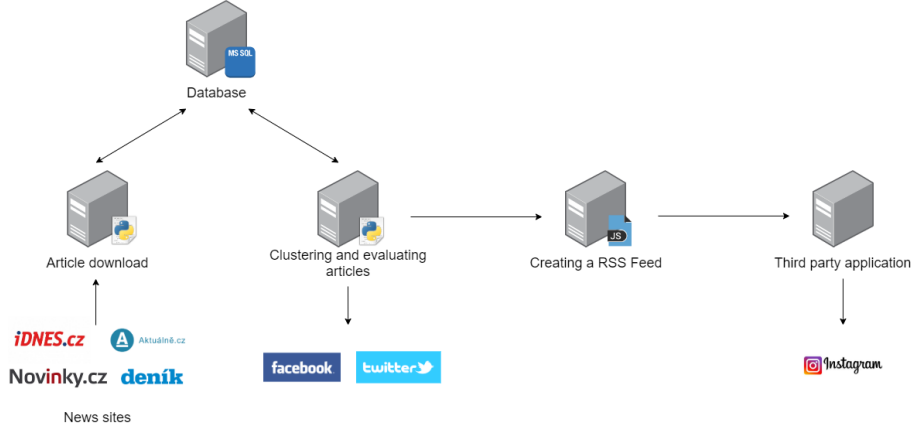 MS SQL
Database
Article download
Clustering and evaluating
articles
JS
Creating a RSS Feed
Third party application
iDNES.cz
A
Aktuálně.cz
Novinky.cz
deník
News sites
facebook
twitter
Instagram